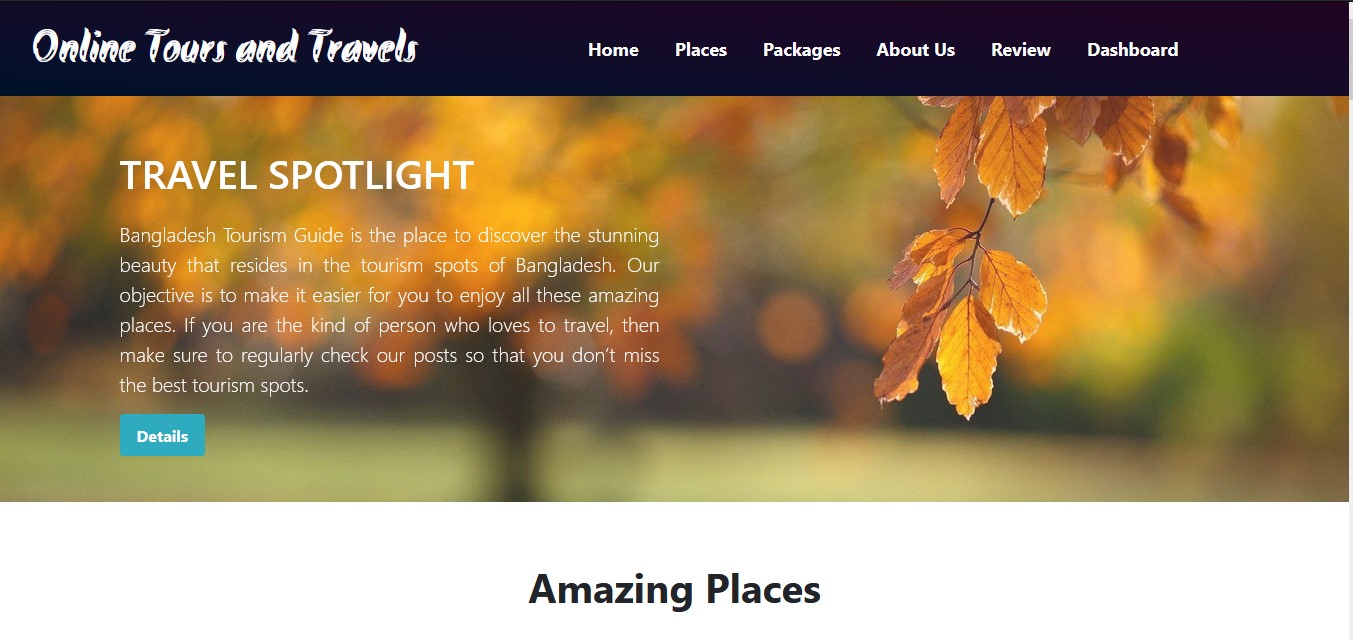 Online Tours and Travels
Home Places Packages About Us Review Dashboard
TRAVEL SPOTLIGHT
Bangladesh Tourism Guide is the place to discover the stunning
beauty that resides in the tourism spots of Bangladesh. Our
objective is to make it easier for you to enjoy all these amazing
places. If you are the kind of person who loves to travel, then
make sure to regularly check our posts so that you don’t miss
the best tourism spots.
Details
Amazing Places